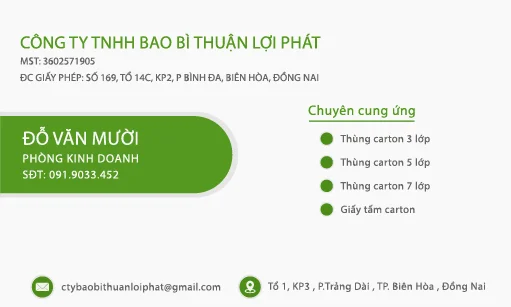 CÔNG TY TNHH BAO BÌ THUẬN LỢI PHÁT
MST: 3602571905
ĐC GIẤY PHÉP: SỐ 169, TỔ 14C, KP2, P BÌNH ĐA, BIÊN HÒA, ĐỒNG NAI
ĐỖ VĂN MƯỜI
PHÒNG KINH DOANH
SĐT: 091.9033.452
Chuyên cung ứng
Thùng carton 3 lớp
Thùng carton 5 lớp
Thùng carton 7 lớp
Giấy tấm carton
ctybaobithuanloiphat@gmail.com
Tổ 1, KP3 , P.Trảng Dài , TP. Biên Hòa , Đồng Nai